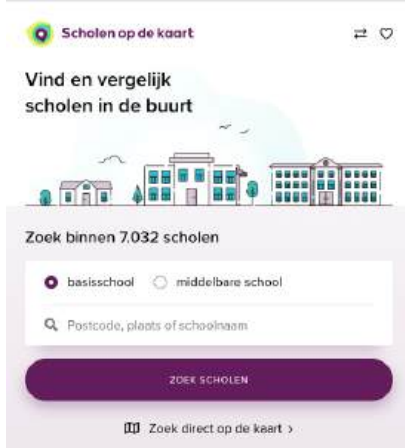 Scholen op de kaart
Vind en vergelijk
scholen in de buurt
Zoek binnen 7.032 scholen
basisschool middelbare school
Postcode, plaats of schoolnaam
ZOEK SCHOLEN
Zoek direct op de kaart ›